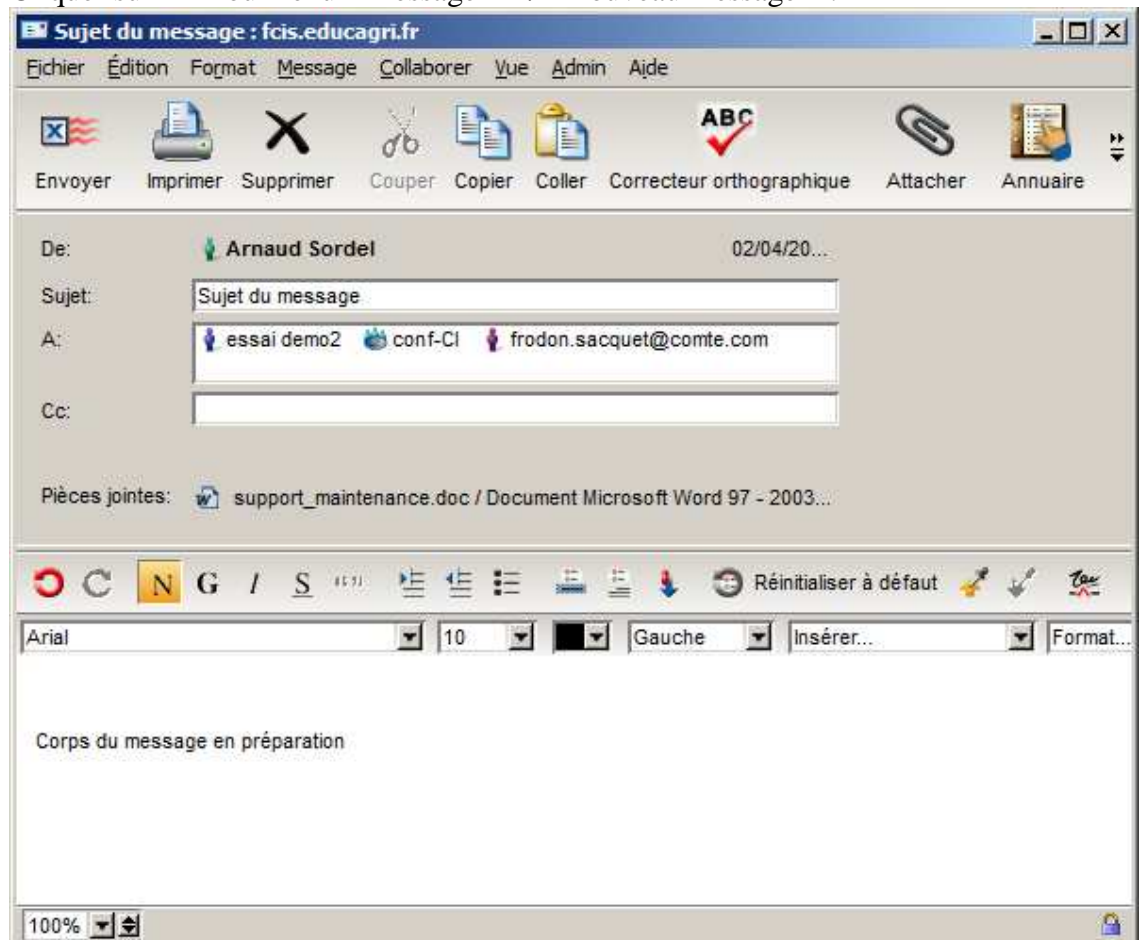 Sujet du message : fcis.educagri.fr
Fichier Édition Format Message Collaborer Vue Admin Aide
ABC
Envoyer Imprimer Supprimer Couper Copier Coller Correcteur orthographique Attacher Annuaire
De: Arnaud Sordel 02/04/20...
Sujet: Sujet du message
A: essai demo2 conf-CI frodon.sacquet@comte.com
Cc:
Pièces jointes: support_maintenance.doc / Document Microsoft Word 97 - 2003...
N G I S Réinitialiser à défaut
Arial 10 Gauche Insérer... Format...
Corps du message en préparation
100%